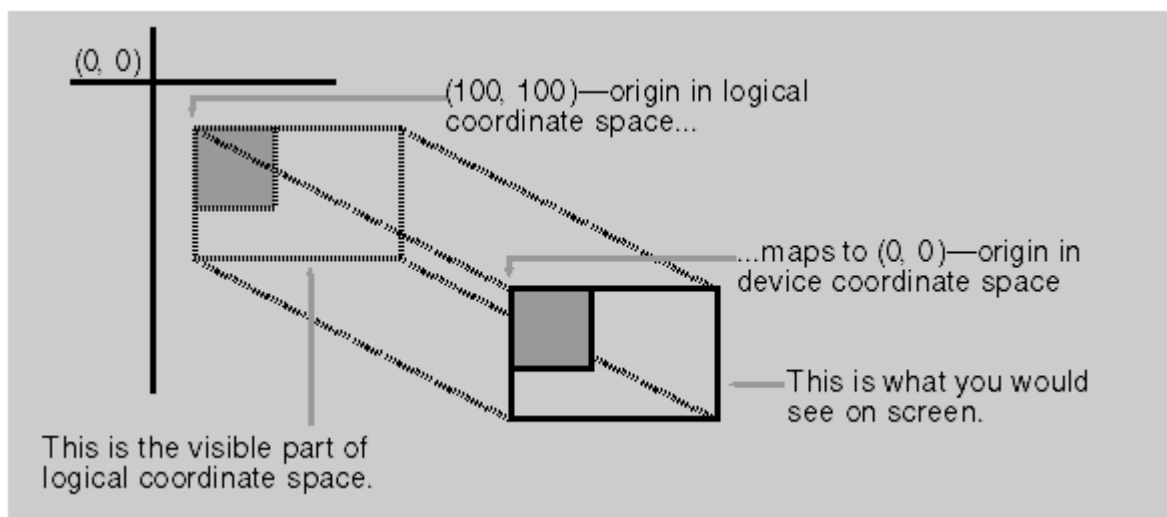 (0, 0)
(100, 100)—origin in logical
coordinate space...
...maps to (0, 0)—origin in
device coordinate space
This is what you would
see on screen.
This is the visible part of
logical coordinate space.